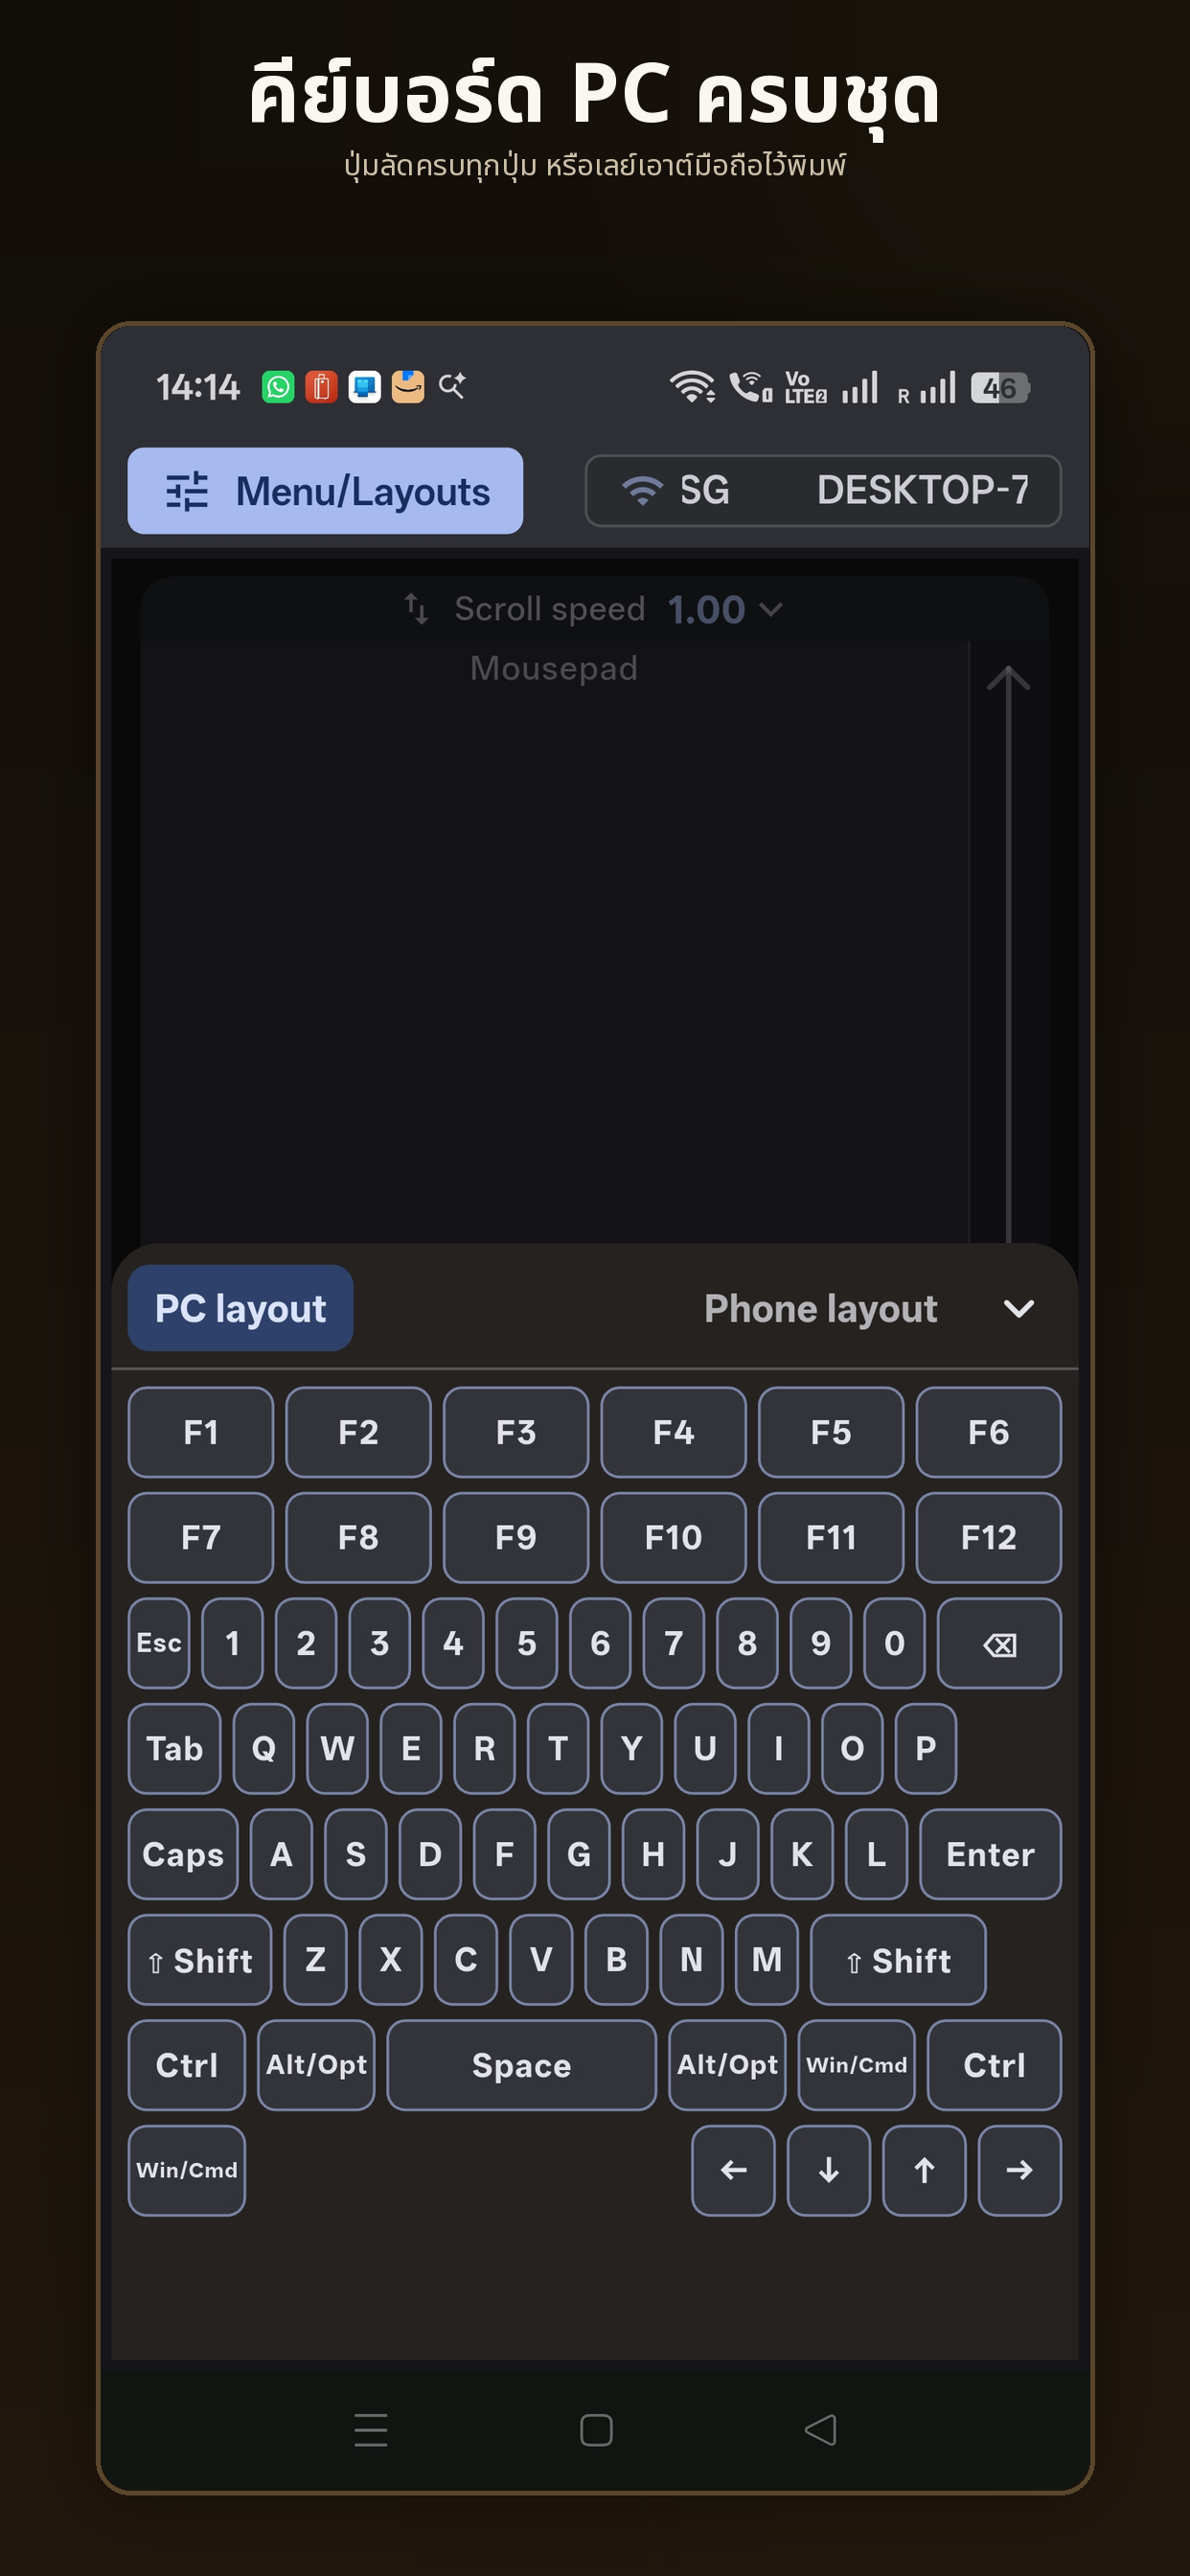 คีย์บอร์ด PC ครบชุด
ปุ่มลัดครบทุกปุ่ม หรือเลย์เอาต์มือถือไว้พิมพ์
14:14 Vo LTE2 R 46
Menu/Layouts SG DESKTOP-7
Scroll speed 1.00
Mousepad
PC layout Phone layout
F1 F2 F3 F4 F5 F6
F7 F8 F9 F10 F11 F12
Esc 1 2 3 4 5 6 7 8 9 0 ⌫
Tab Q W E R T Y U I O P
Caps A S D F G H J K L Enter
⇧ Shift Z X C V B N M ⇧ Shift
Ctrl Alt/Opt Space Alt/Opt Win/Cmd Ctrl
Win/Cmd ← ↓ ↑ →